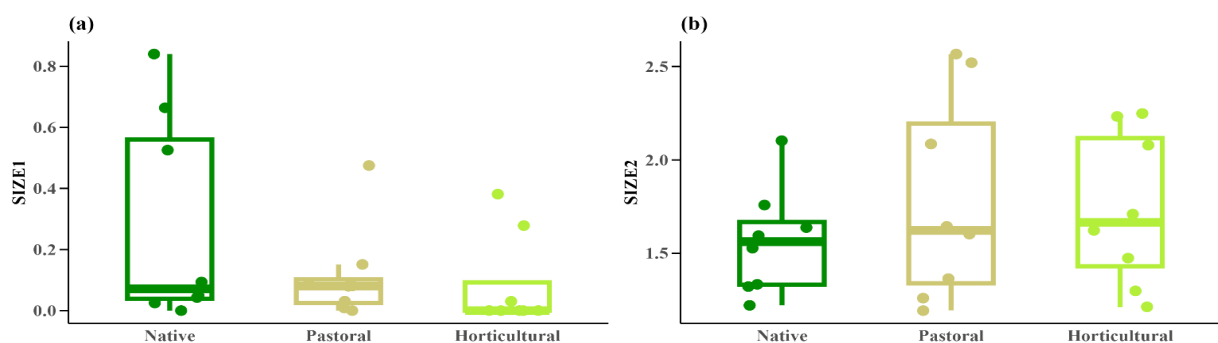 (a)
SIZE1
0.8
0.6
0.4
0.2
0.0
Native Pastoral Horticultural
(b)
SIZE2
2.5
2.0
1.5
Native Pastoral Horticultural